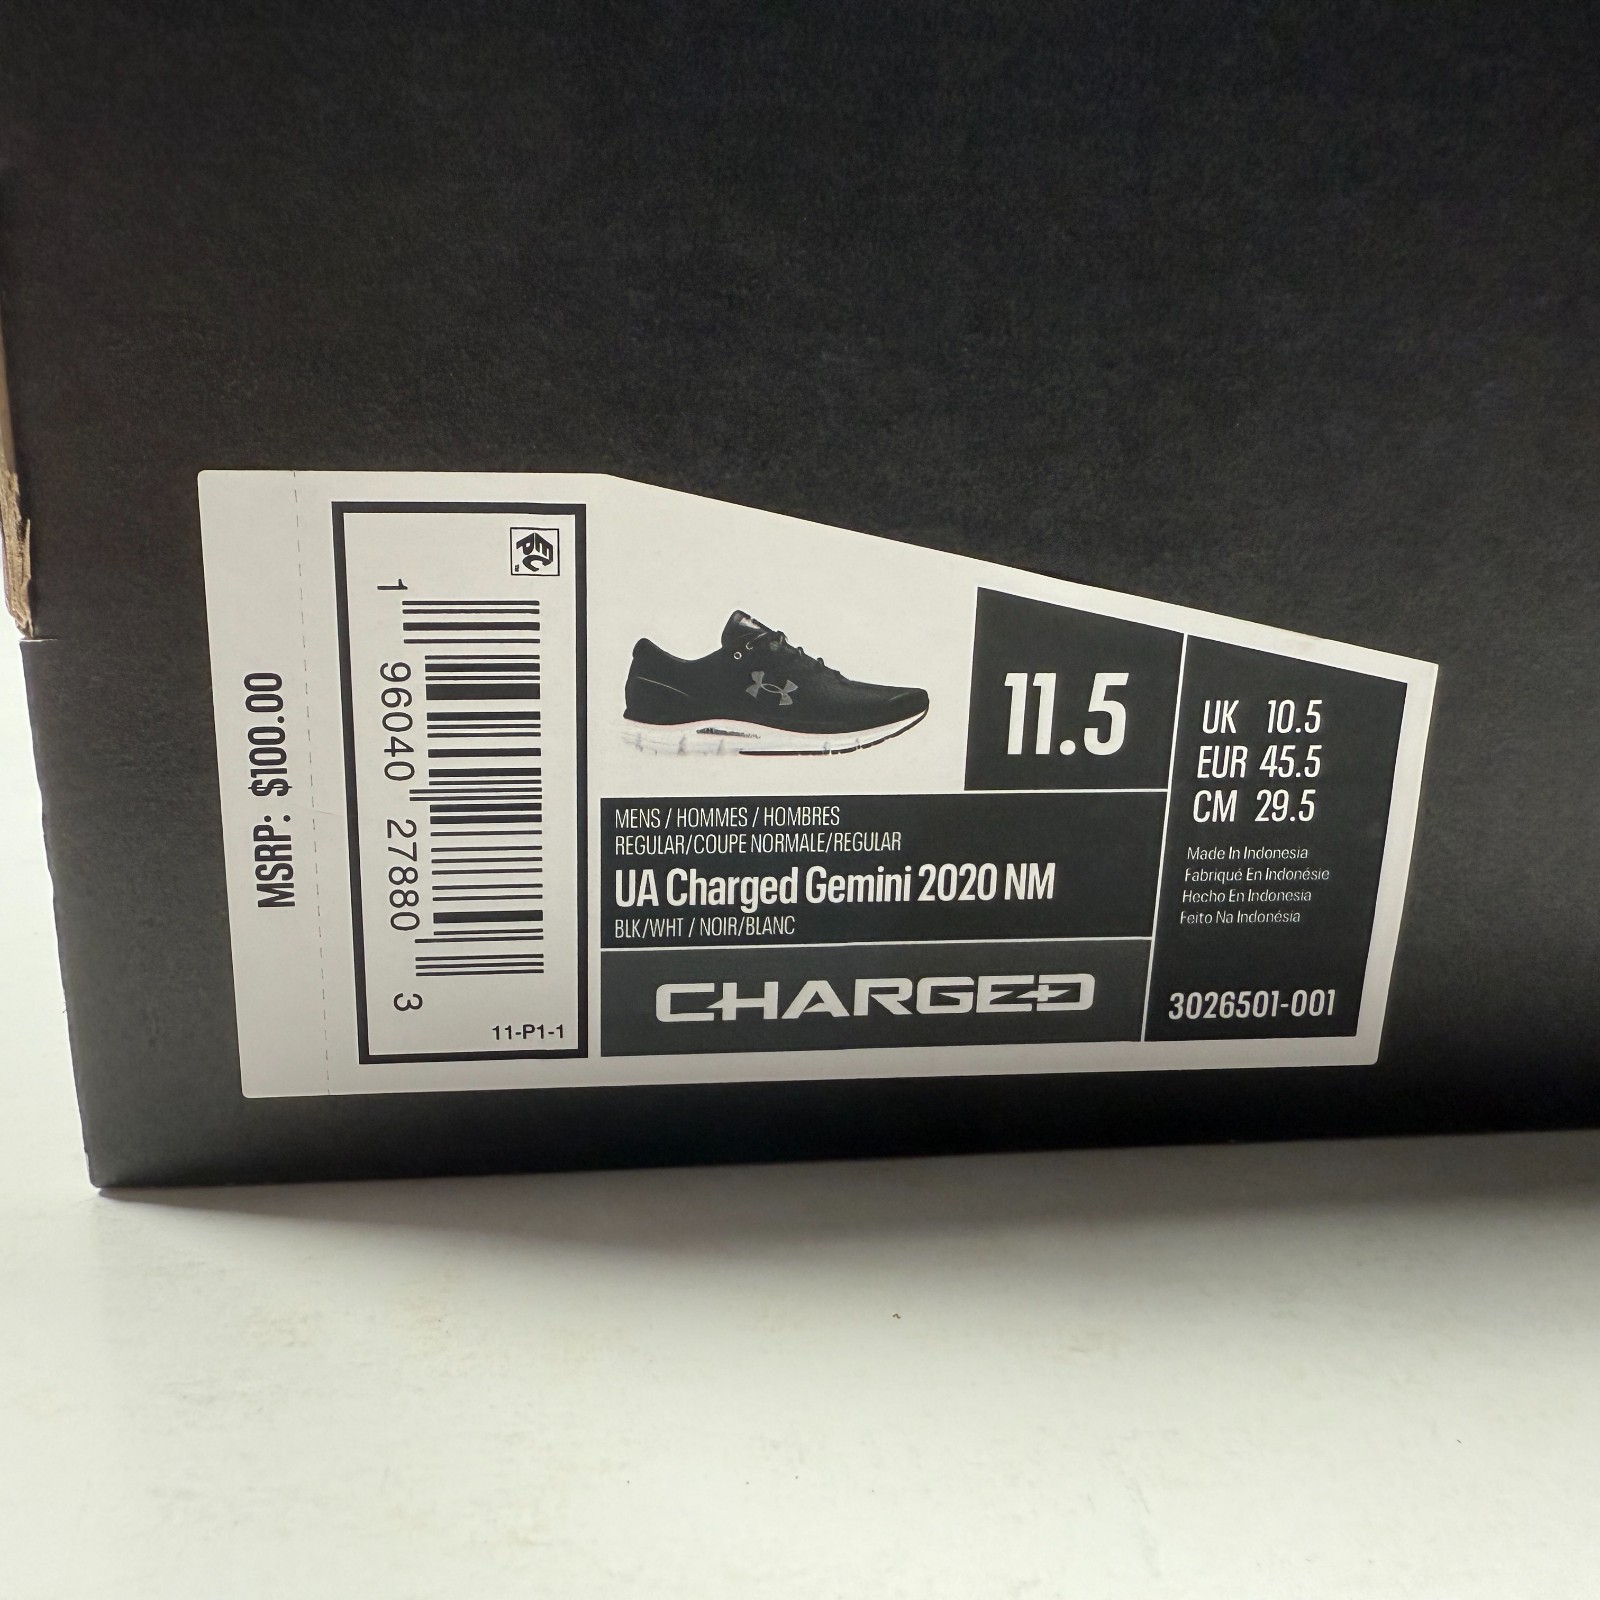 MSRP: $100.00
EPC
1 96040 27880 3
11-P1-1
11.5
UK 10.5
EUR 45.5
CM 29.5
Made In Indonesia
Fabriqué En Indonésie
Hecho En Indonesia
Feito Na Indonésia
3026501-001
MENS / HOMMES / HOMBRES
REGULAR/COUPE NORMALE/REGULAR
UA Charged Gemini 2020 NM
BLK/WHT / NOIR/BLANC
CHARGED